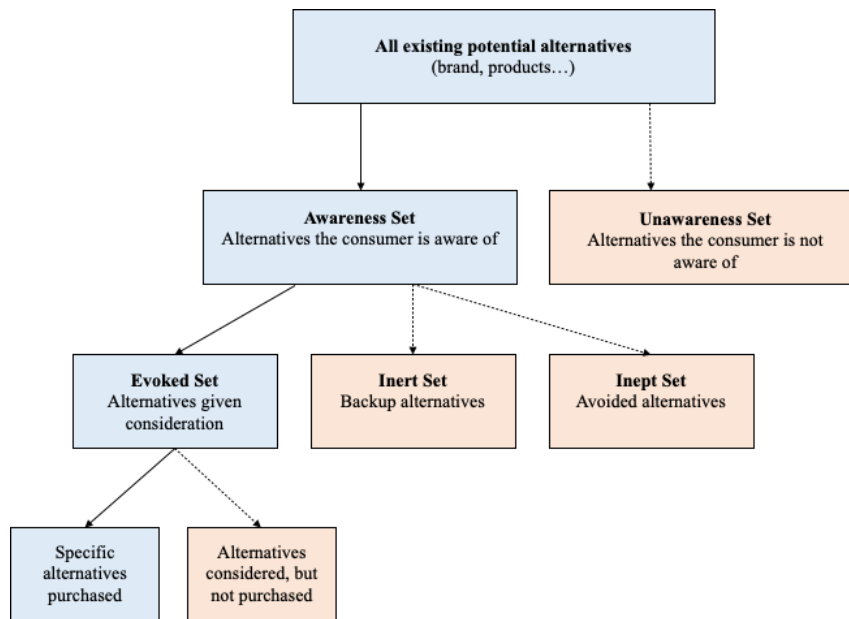 All existing potential alternatives
(brand, products…)
Awareness Set
Alternatives the consumer is aware of
Unawareness Set
Alternatives the consumer is not
aware of
Evoked Set
Alternatives given
consideration
Inert Set
Backup alternatives
Inept Set
Avoided alternatives
Specific
alternatives
purchased
Alternatives
considered, but
not purchased